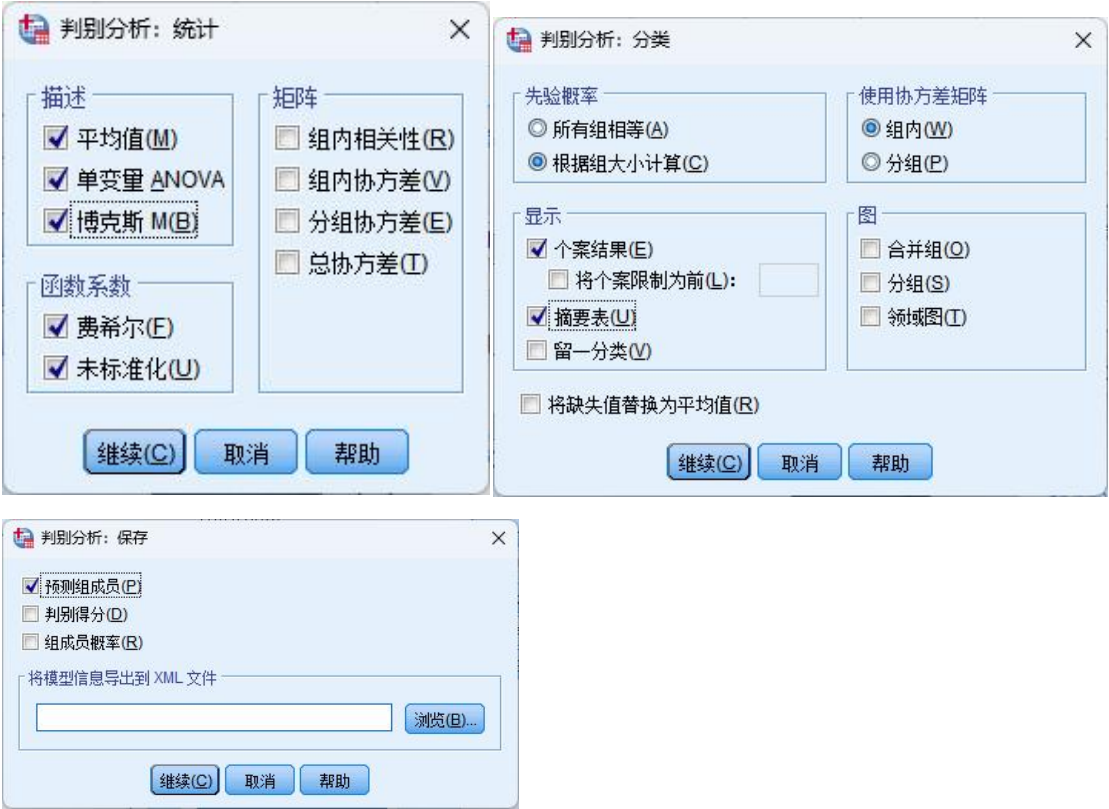 判别分析：统计
描述
平均值(M)
单变量 ANOVA
博克斯 M(B)
函数系数
费希尔(F)
未标准化(U)
矩阵
组内相关性(R)
组内协方差(V)
分组协方差(E)
总协方差(T)
继续(C) 取消 帮助
判别分析：分类
先验概率
所有组相等(A)
根据组大小计算(C)
使用协方差矩阵
组内(W)
分组(P)
显示
个案结果(E)
将个案限制为前(L)：
摘要表(U)
留一分类(V)
图
合并组(O)
分组(S)
领域图(T)
将缺失值替换为平均值(R)
继续(C) 取消 帮助
判别分析：保存
预测组成员(P)
判别得分(D)
组成员概率(R)
将模型信息导出到 XML 文件
浏览(B)...
继续(C) 取消 帮助